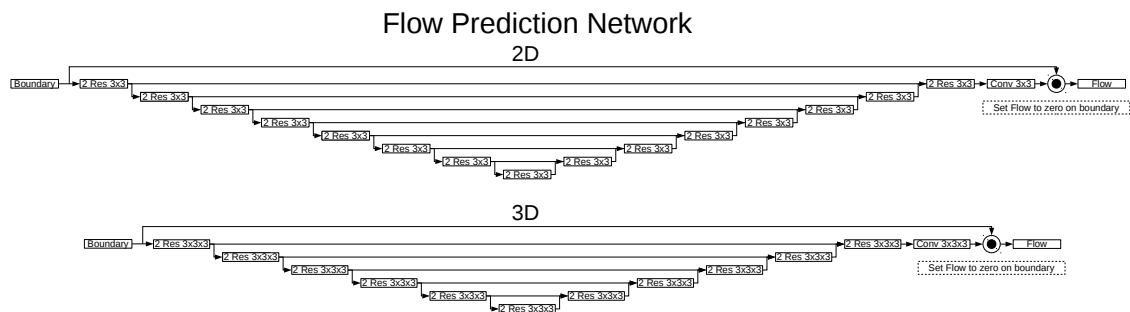 Flow Prediction Network
2D
Boundary 2 Res 3x3 2 Res 3x3 Conv 3x3 Flow
2 Res 3x3 2 Res 3x3
Set Flow to zero on boundary
2 Res 3x3 2 Res 3x3
2 Res 3x3 2 Res 3x3
2 Res 3x3 2 Res 3x3
2 Res 3x3 2 Res 3x3
2 Res 3x3 2 Res 3x3
2 Res 3x3
3D
Boundary 2 Res 3x3x3 2 Res 3x3x3 Conv 3x3x3 Flow
2 Res 3x3x3 2 Res 3x3x3
Set Flow to zero on boundary
2 Res 3x3x3 2 Res 3x3x3
2 Res 3x3x3 2 Res 3x3x3
2 Res 3x3x3 2 Res 3x3x3
2 Res 3x3x3